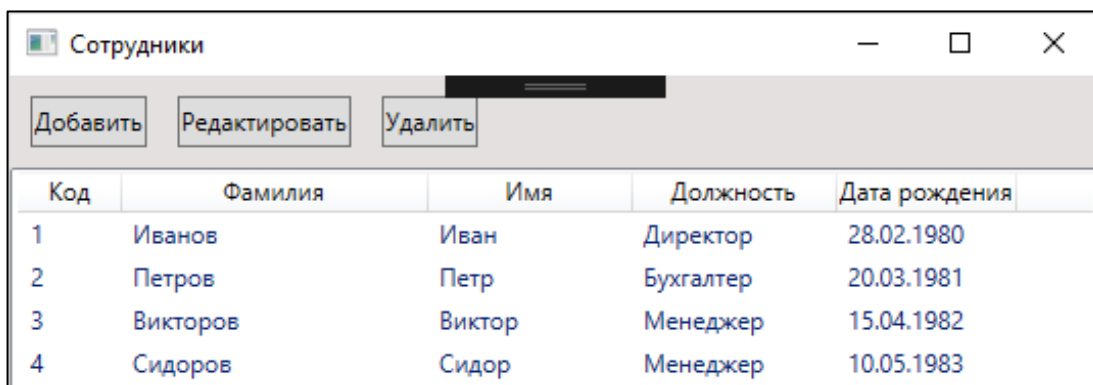 Сотрудники
Добавить Редактировать Удалить
Код Фамилия Имя Должность Дата рождения
1 Иванов Иван Директор 28.02.1980
2 Петров Петр Бухгалтер 20.03.1981
3 Викторов Виктор Менеджер 15.04.1982
4 Сидоров Сидор Менеджер 10.05.1983